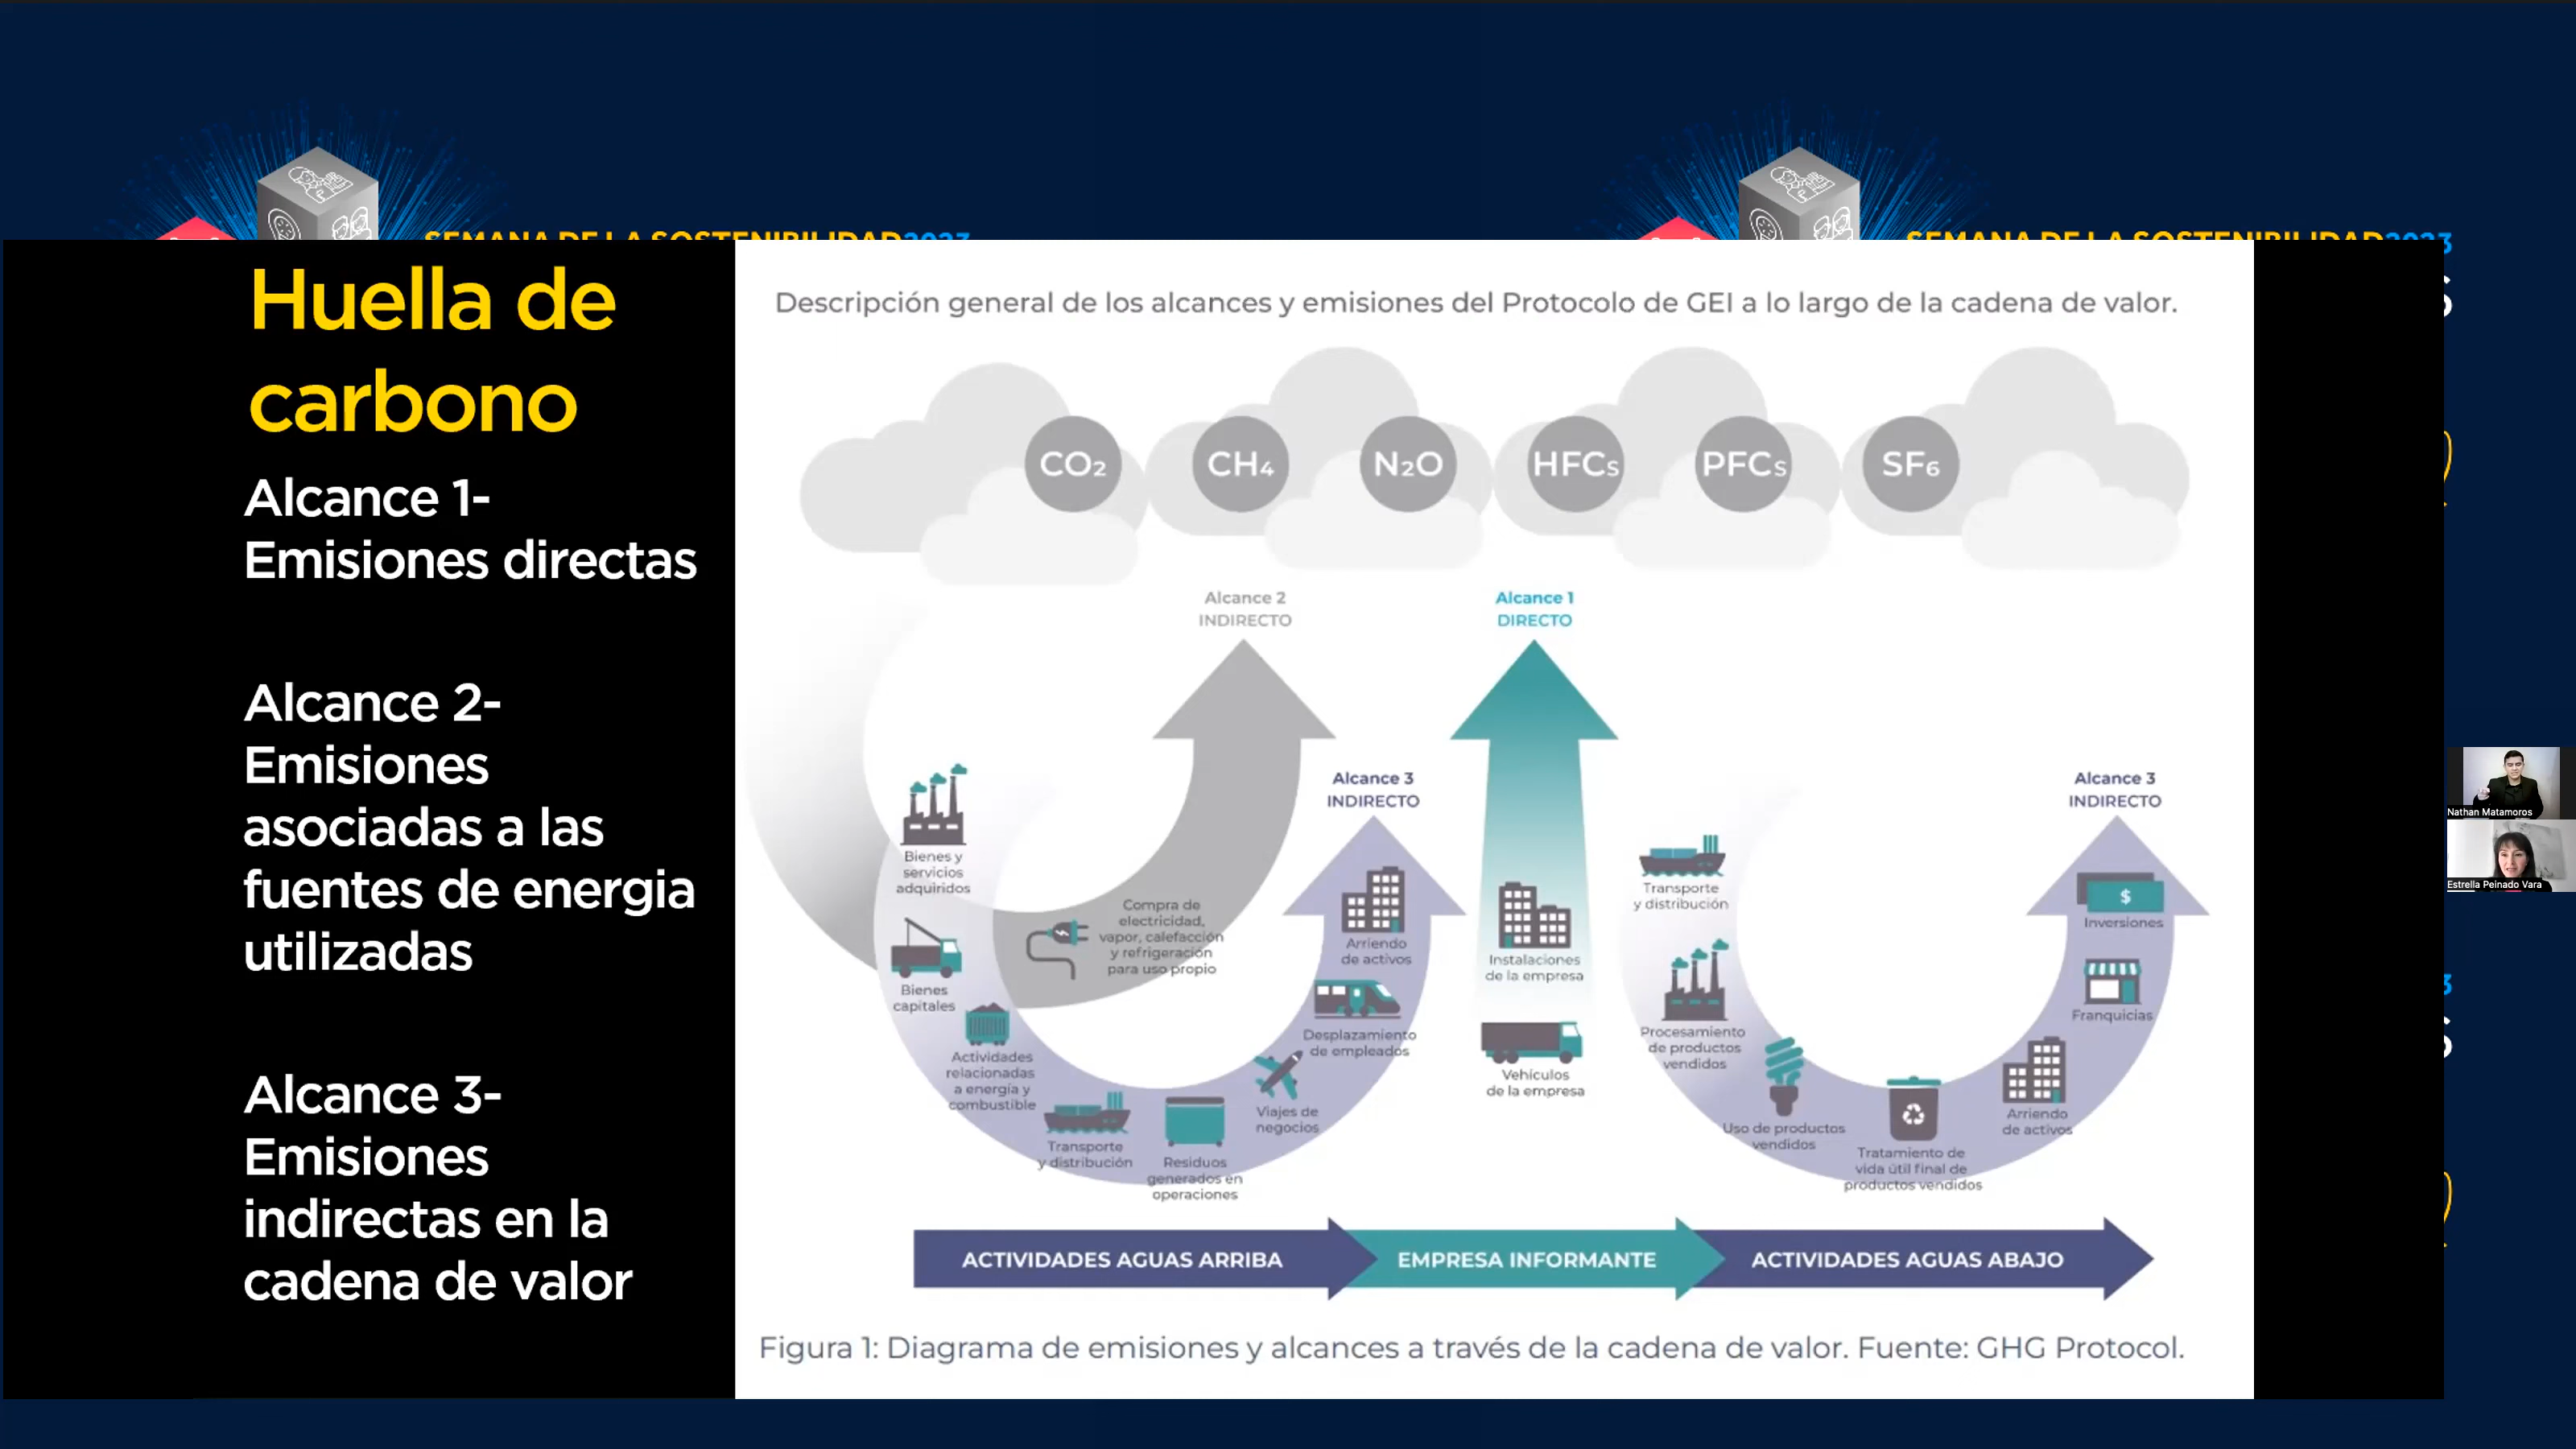 SEMANA DE LA SOSTENIBILIDAD2023
SEMANA DE LA SOSTENIBILIDAD2023
Huella de
carbono
Alcance 1-
Emisiones directas
Alcance 2-
Emisiones
asociadas a las
fuentes de energia
utilizadas
Alcance 3-
Emisiones
indirectas en la
cadena de valor
Descripción general de los alcances y emisiones del Protocolo de GEI a lo largo de la cadena de valor.
CO₂
CH₄
N₂O
HFCs
PFCs
SF₆
Alcance 2
INDIRECTO
Alcance 1
DIRECTO
Alcance 3
INDIRECTO
Alcance 3
INDIRECTO
Bienes y
servicios
adquiridos
Bienes
capitales
Actividades
relacionadas
a energía y
combustible
Transporte
y distribución
Residuos
generados en
operaciones
Viajes de
negocios
Desplazamiento
de empleados
Arriendo
de activos
Compra de
electricidad,
vapor, calefacción
y refrigeración
para uso propio
Instalaciones
de la empresa
Vehículos
de la empresa
Transporte
y distribución
Procesamiento
de productos
vendidos
Uso de productos
vendidos
Tratamiento de
vida útil final de
productos vendidos
Arriendo
de activos
Franquicias
$
Inversiones
ACTIVIDADES AGUAS ARRIBA
EMPRESA INFORMANTE
ACTIVIDADES AGUAS ABAJO
Figura 1: Diagrama de emisiones y alcances a través de la cadena de valor. Fuente: GHG Protocol.
Nathan Matamoros
Estrella Peinado Vara